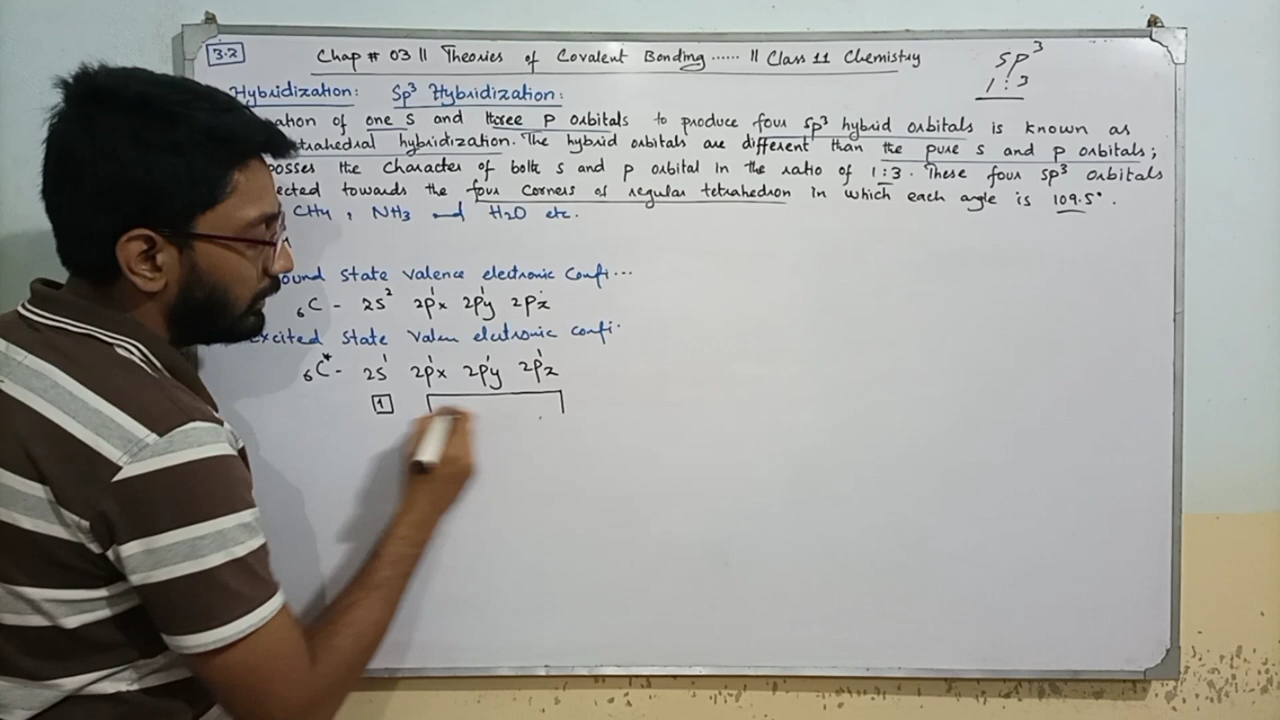 3.2
Chap # 03 || Theories of Covalent Bonding ...... || Class 11 Chemistry
sp³
1:3
Hybridization: Sp³ Hybridization:
ation of one s and three p orbitals to produce four sp³ hybrid orbitals is known as
trahedral hybridization. The hybrid orbitals are different than the pure s and p orbitals;
posses the character of both s and p orbital in the ratio of 1:3. These four sp³ orbitals
ected towards the four corners of regular tetrahedron in which each angle is 109.5°.
CH4, NH3 and H2O etc.
ound State Valence electronic Confi...
₆C - 2s² 2p¹x 2p¹y 2pz
excited State Valen electronic confi.
₆C* - 2s¹ 2p¹x 2p¹y 2p¹z
1